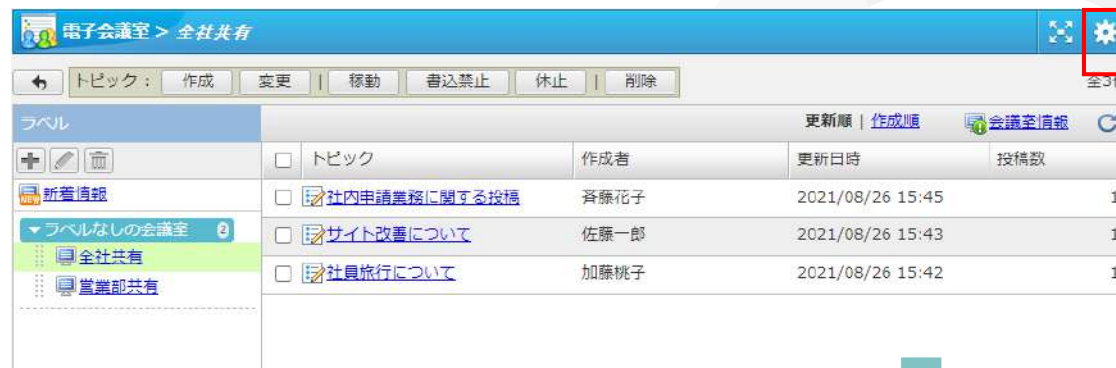 電子会議室 > 全社共有
トピック： 作成 変更 | 稼動 書込禁止 休止 | 削除
全3
ラベル
更新順 | 作成順 会議室情報
トピック 作成者 更新日時 投稿数
NEW 新着情報
社内申請業務に関する投稿 斉藤花子 2021/08/26 15:45 1
▼ラベルなしの会議室 2
サイト改善について 佐藤一郎 2021/08/26 15:43 1
全社共有
社員旅行について 加藤桃子 2021/08/26 15:42 1
営業部共有